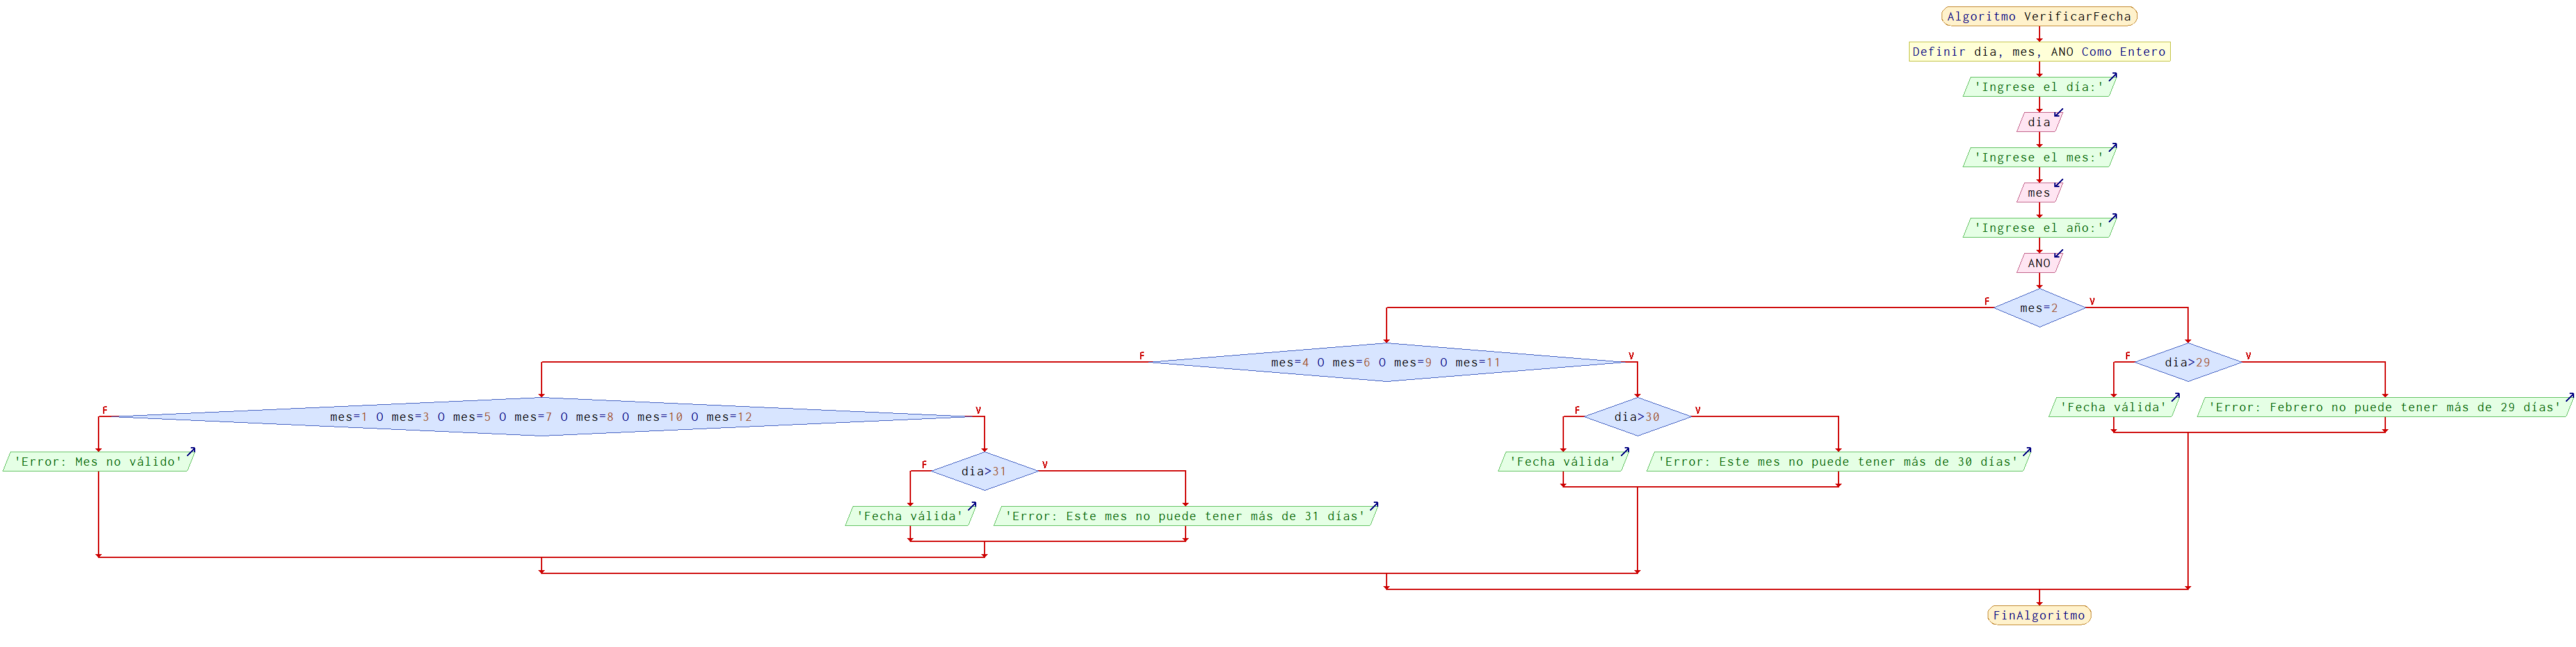 Algoritmo VerificarFecha
Definir dia, mes, ANO Como Entero
'Ingrese el día:'
dia
'Ingrese el mes:'
mes
'Ingrese el año:'
ANO
F
V
mes=2
F
V
F
V
mes=4 O mes=6 O mes=9 O mes=11
dia>29
F
V
F
V
'Fecha válida'
'Error: Febrero no puede tener más de 29 días'
mes=1 O mes=3 O mes=5 O mes=7 O mes=8 O mes=10 O mes=12
dia>30
'Error: Mes no válido'
F
V
'Fecha válida'
'Error: Este mes no puede tener más de 30 días'
dia>31
'Fecha válida'
'Error: Este mes no puede tener más de 31 días'
FinAlgoritmo